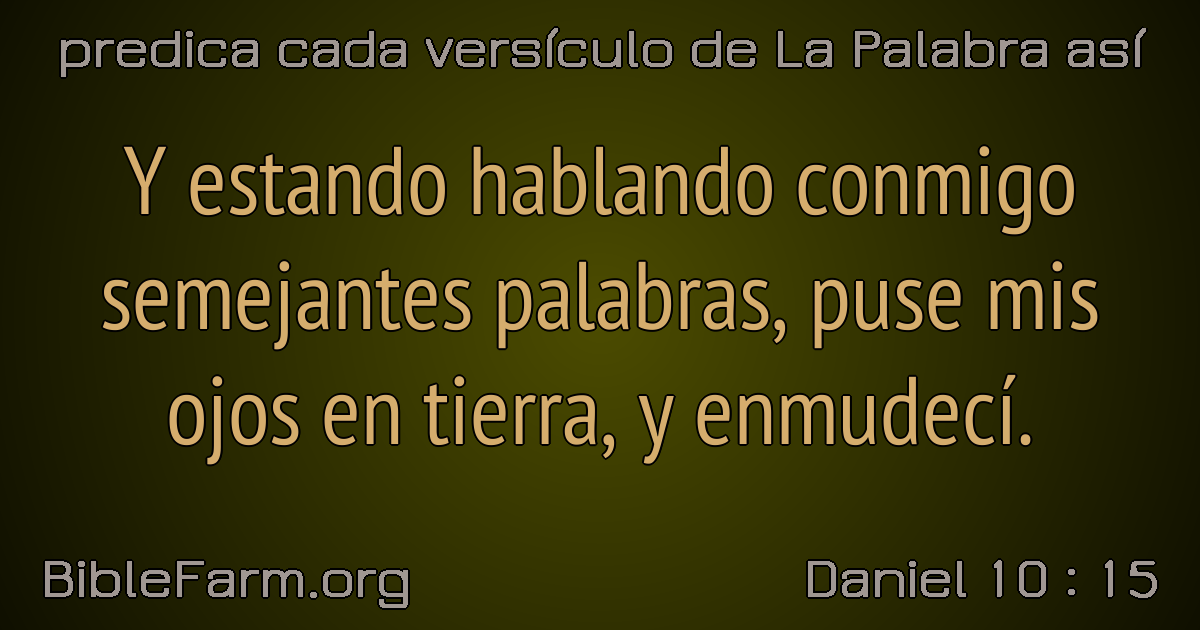 predica cada versículo de La Palabra así
Y estando hablando conmigo
semejantes palabras, puse mis
ojos en tierra, y enmudecí.
BibleFarm.org
Daniel 10 : 15